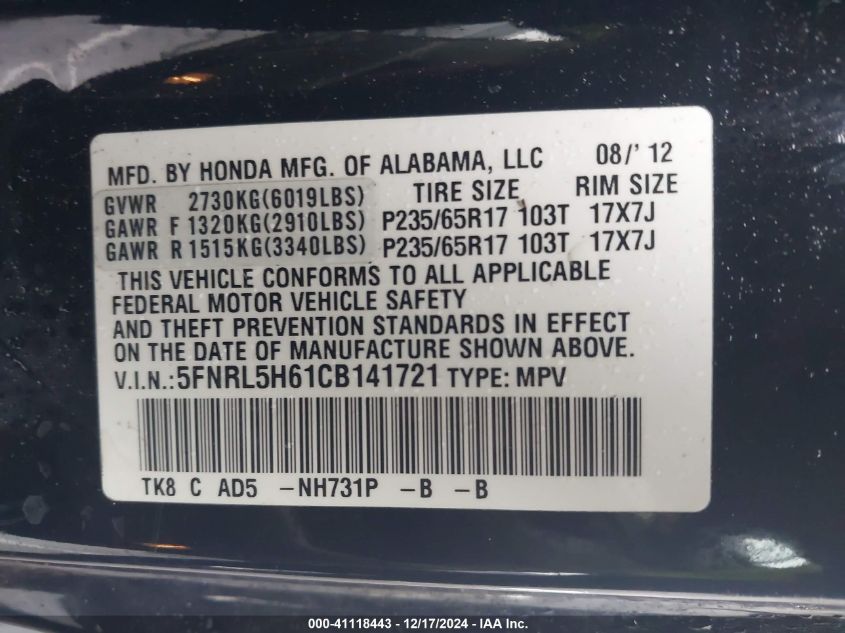 MFD. BY HONDA MFG. OF ALABAMA, LLC 08/' 12
GVWR 2730KG(6019LBS) TIRE SIZE RIM SIZE
GAWR F 1320KG(2910LBS) P235/65R17 103T 17X7J
GAWR R 1515KG(3340LBS) P235/65R17 103T 17X7J
THIS VEHICLE CONFORMS TO ALL APPLICABLE
FEDERAL MOTOR VEHICLE SAFETY
AND THEFT PREVENTION STANDARDS IN EFFECT
ON THE DATE OF MANUFACTURE SHOWN ABOVE.
V.I.N.:5FNRL5H61CB141721 TYPE: MPV
TK8 C AD5 -NH731P -B -B
000-41118443 - 12/17/2024 - IAA Inc.